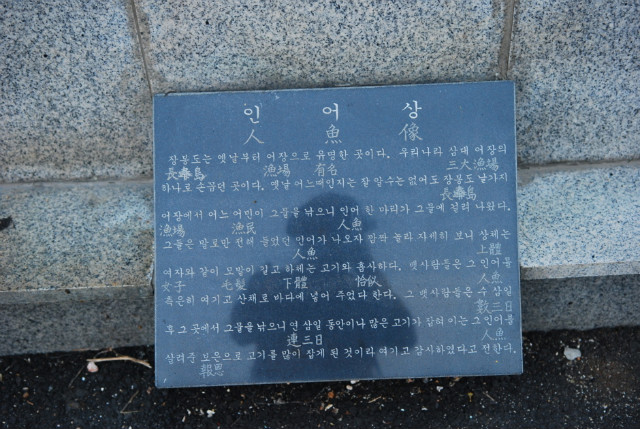 인 어 상
人 魚 像
장봉도는 옛날부터 어장으로 유명한 곳이다. 우리나라 삼대 어장의
長峰島 漁場 有名 三大漁場
하나로 손꼽던 곳이다. 옛날 어느때인지는 잘 알 수는 없어도 장봉도 날가지
長峰島
어장에서 어느 어민이 그물을 낚으니 인어 한 마리가 그물에 걸려 나왔다.
漁場 漁民 人魚
그들은 말로만 전해 들었던 인어가 나오자 깜짝 놀라 자세히 보니 상체는
人魚 上體
여자와 같이 모발이 길고 하체는 고기와 흡사하다. 뱃사람들은 그 인어를
女子 毛髮 下體 恰似 人魚
측은히 여기고 산채로 바다에 넣어 주었다 한다. 그 뱃사람들은 수 삼일
數三日
후 그 곳에서 그물을 낚으니 연 삼일 동안이나 많은 고기가 잡혀 이는 그 인어를
連三日 人魚
살려준 보은으로 고기를 많이 잡게 된 것이라 여기고 감사하였다고 전한다.
報恩